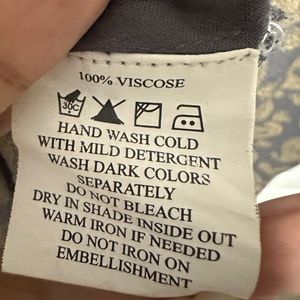 100% VISCOSE
30C
HAND WASH COLD
WITH MILD DETERGENT
WASH DARK COLORS
SEPARATELY
DO NOT BLEACH
DRY IN SHADE INSIDE OUT
WARM IRON IF NEEDED
DO NOT IRON ON
EMBELLISHMENT